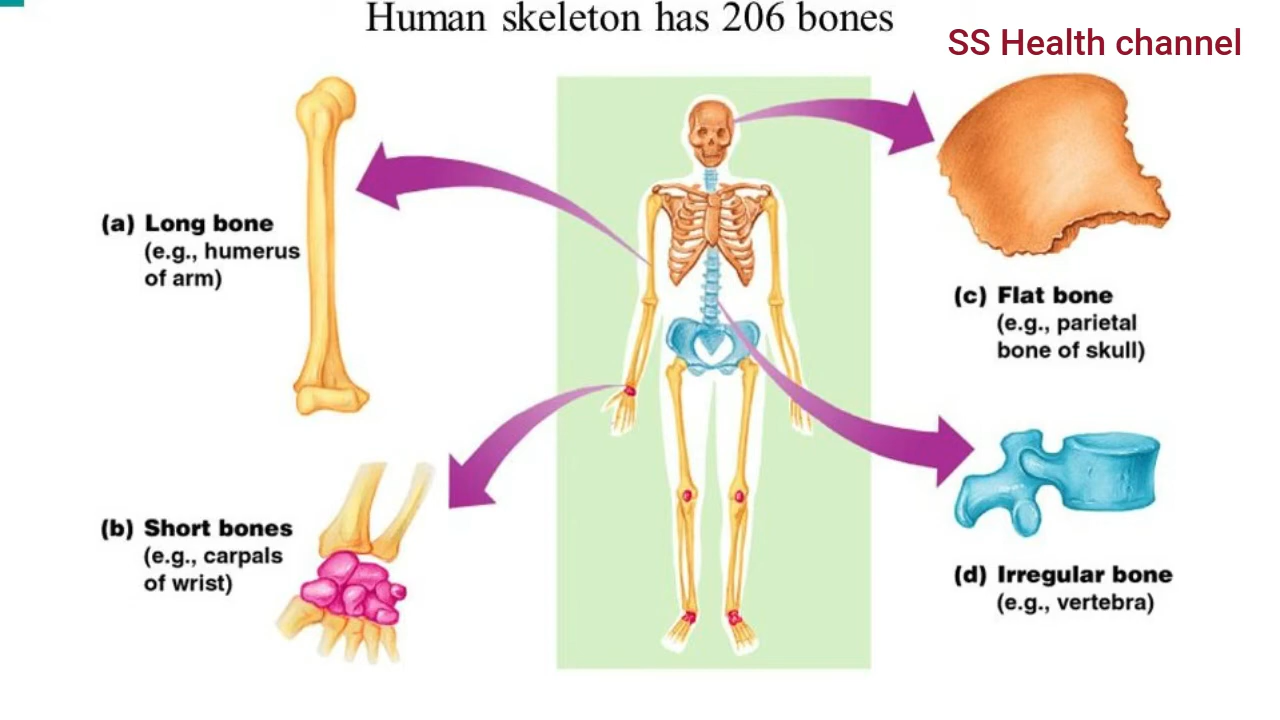 Human skeleton has 206 bones
SS Health channel
(a) Long bone
(e.g., humerus
of arm)
(b) Short bones
(e.g., carpals
of wrist)
(c) Flat bone
(e.g., parietal
bone of skull)
(d) Irregular bone
(e.g., vertebra)